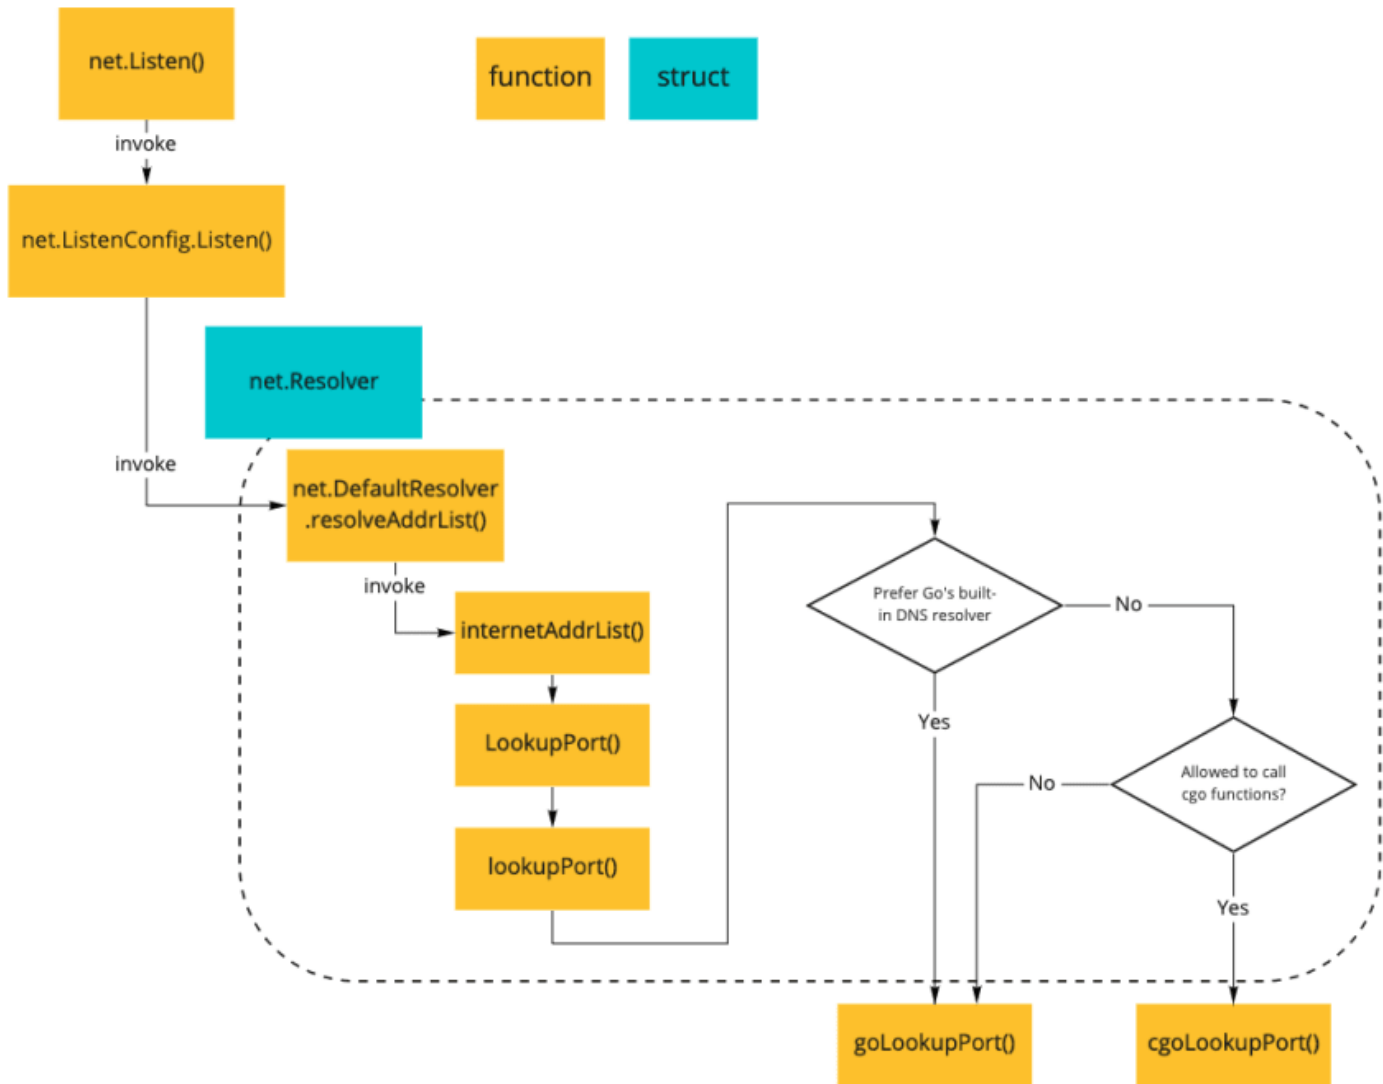 net.Listen()
function
struct
invoke
net.ListenConfig.Listen()
net.Resolver
invoke
net.DefaultResolver
.resolveAddrList()
invoke
internetAddrList()
LookupPort()
lookupPort()
Prefer Go's built-
in DNS resolver
No
Yes
Allowed to call
cgo functions?
No
Yes
goLookupPort()
cgoLookupPort()